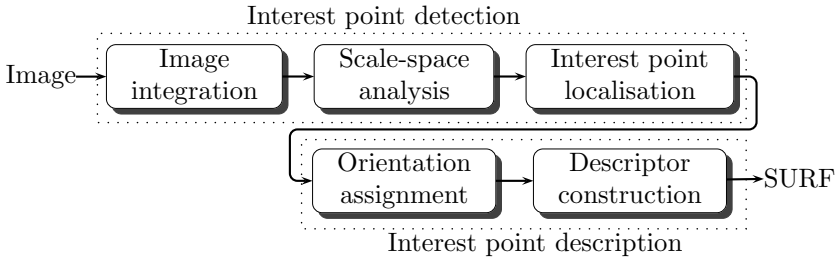 Interest point detection
Image
Image
integration
Scale-space
analysis
Interest point
localisation
Orientation
assignment
Descriptor
construction
SURF
Interest point description